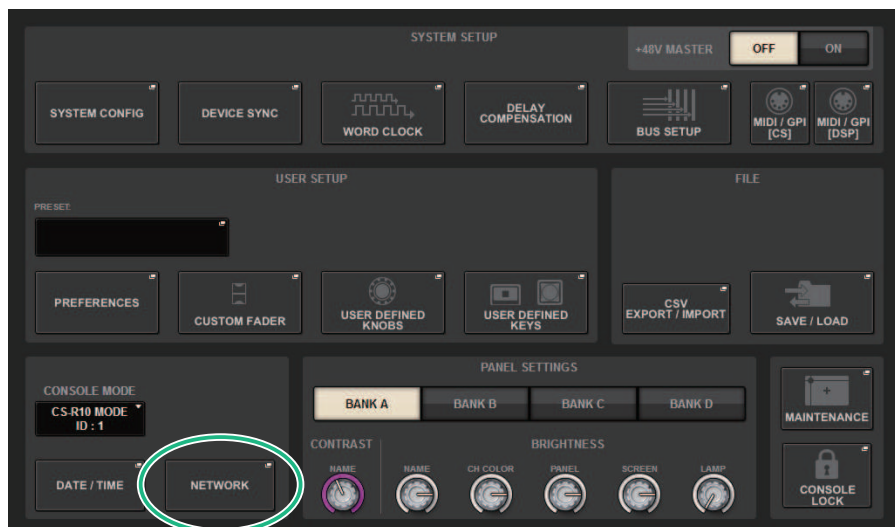 SYSTEM SETUP
+48V MASTER
OFF
ON
SYSTEM CONFIG
DEVICE SYNC
WORD CLOCK
DELAY
COMPENSATION
BUS SETUP
MIDI / GPI
[CS]
MIDI / GPI
[DSP]
USER SETUP
PRESET
PREFERENCES
CUSTOM FADER
USER DEFINED
KNOBS
USER DEFINED
KEYS
FILE
CSV
EXPORT / IMPORT
SAVE / LOAD
CONSOLE MODE
CS-R10 MODE
ID : 1
DATE / TIME
NETWORK
PANEL SETTINGS
BANK A
BANK B
BANK C
BANK D
CONTRAST
BRIGHTNESS
NAME
NAME
CH COLOR
PANEL
SCREEN
LAMP
MAINTENANCE
CONSOLE
LOCK